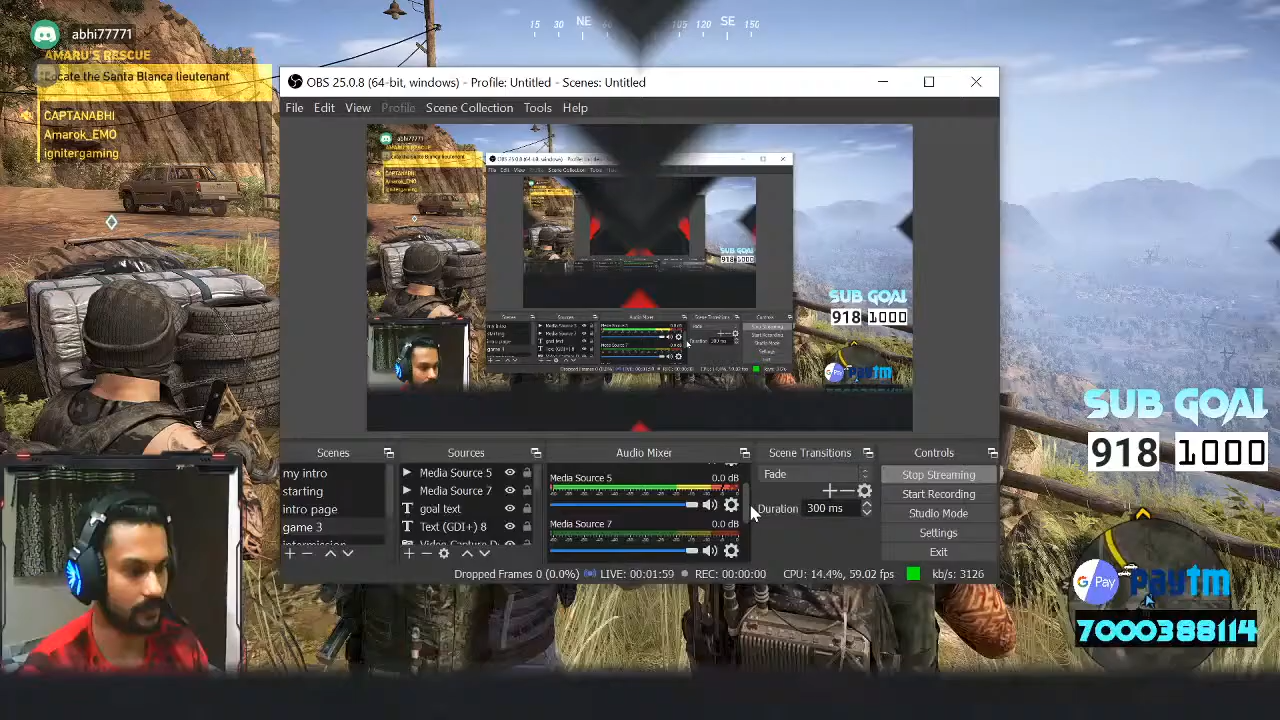 abhi77771
AMARU'S RESCUE
Locate the Santa Blanca lieutenant
CAPTANABHI
Amarok_EMO
ignitergaming
15 30 NE 105 120 SE 150
OBS 25.0.8 (64-bit, windows) - Profile: Untitled - Scenes: Untitled
File Edit View Profile Scene Collection Tools Help
abhi77771
SUB GOAL
918 1000
G Pay paytm
Scenes Sources Audio Mixer Scene Transitions Controls
my intro
starting
intro page
game 3
intermission
Media Source 5
Media Source 7
goal text
Text (GDI+) 8
Media Source 5 0.0 dB
Media Source 7 0.0 dB
Fade
Duration 300 ms
Stop Streaming
Start Recording
Studio Mode
Settings
Exit
Dropped Frames 0 (0.0%) LIVE: 00:01:59 REC: 00:00:00 CPU: 14.4%, 59.02 fps kb/s: 3126
SUB GOAL
918 1000
G Pay paytm
7000388114